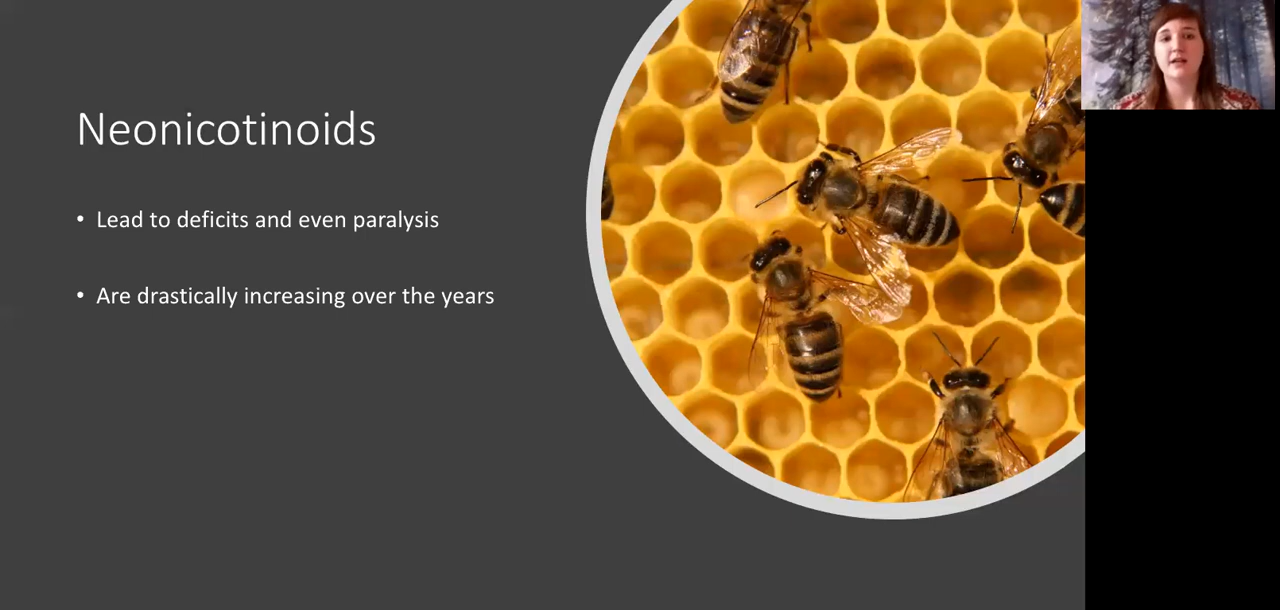 Neonicotinoids
• Lead to deficits and even paralysis
• Are drastically increasing over the years